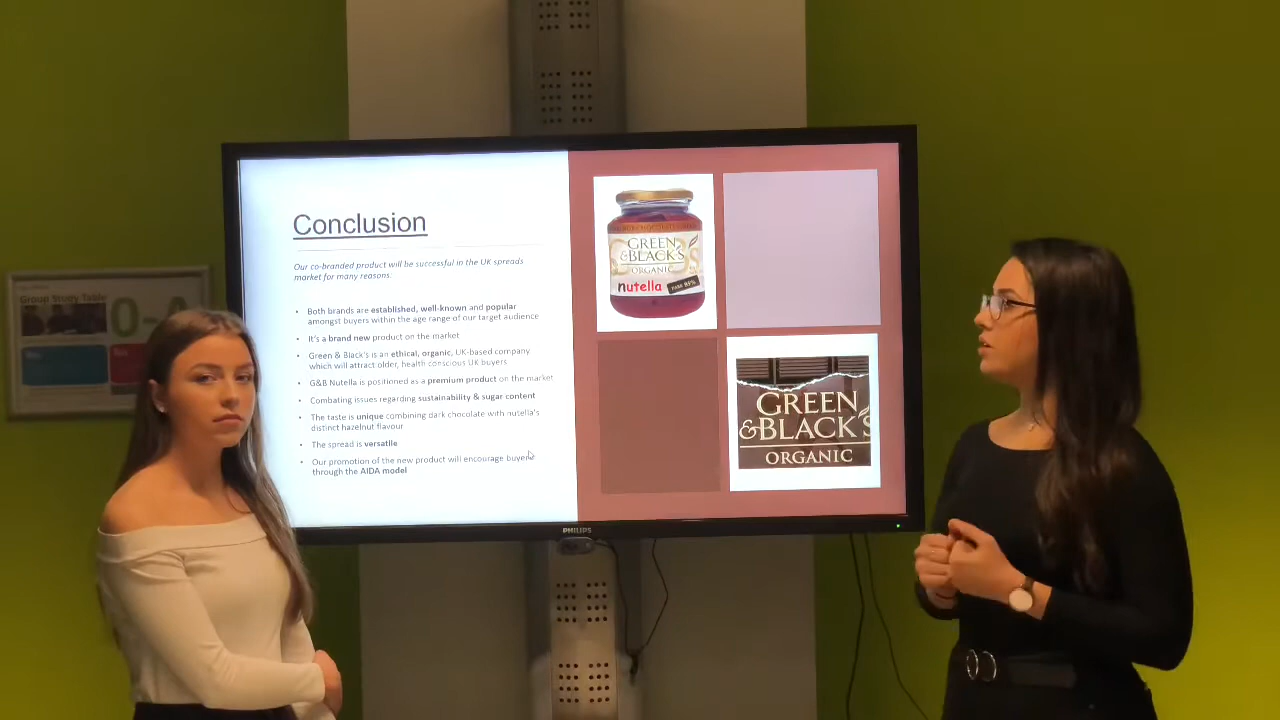 Conclusion
Our co-branded product will be successful in the UK spreads
market for many reasons:
• Both brands are established, well-known and popular
amongst buyers within the age range of our target audience
• It's a brand new product on the market
• Green & Black's is an ethical, organic, UK-based company
which will attract older, health conscious UK buyers
• G&B Nutella is positioned as a premium product on the market
• Combating issues regarding sustainability & sugar content
• The taste is unique combining dark chocolate with nutella's
distinct hazelnut flavour
• The spread is versatile
• Our promotion of the new product will encourage buyers
through the AIDA model
GREEN
& BLACK'S
ORGANIC
nutella
GREEN
& BLACK'S
ORGANIC
PHILIPS
Group Study Table
0-A